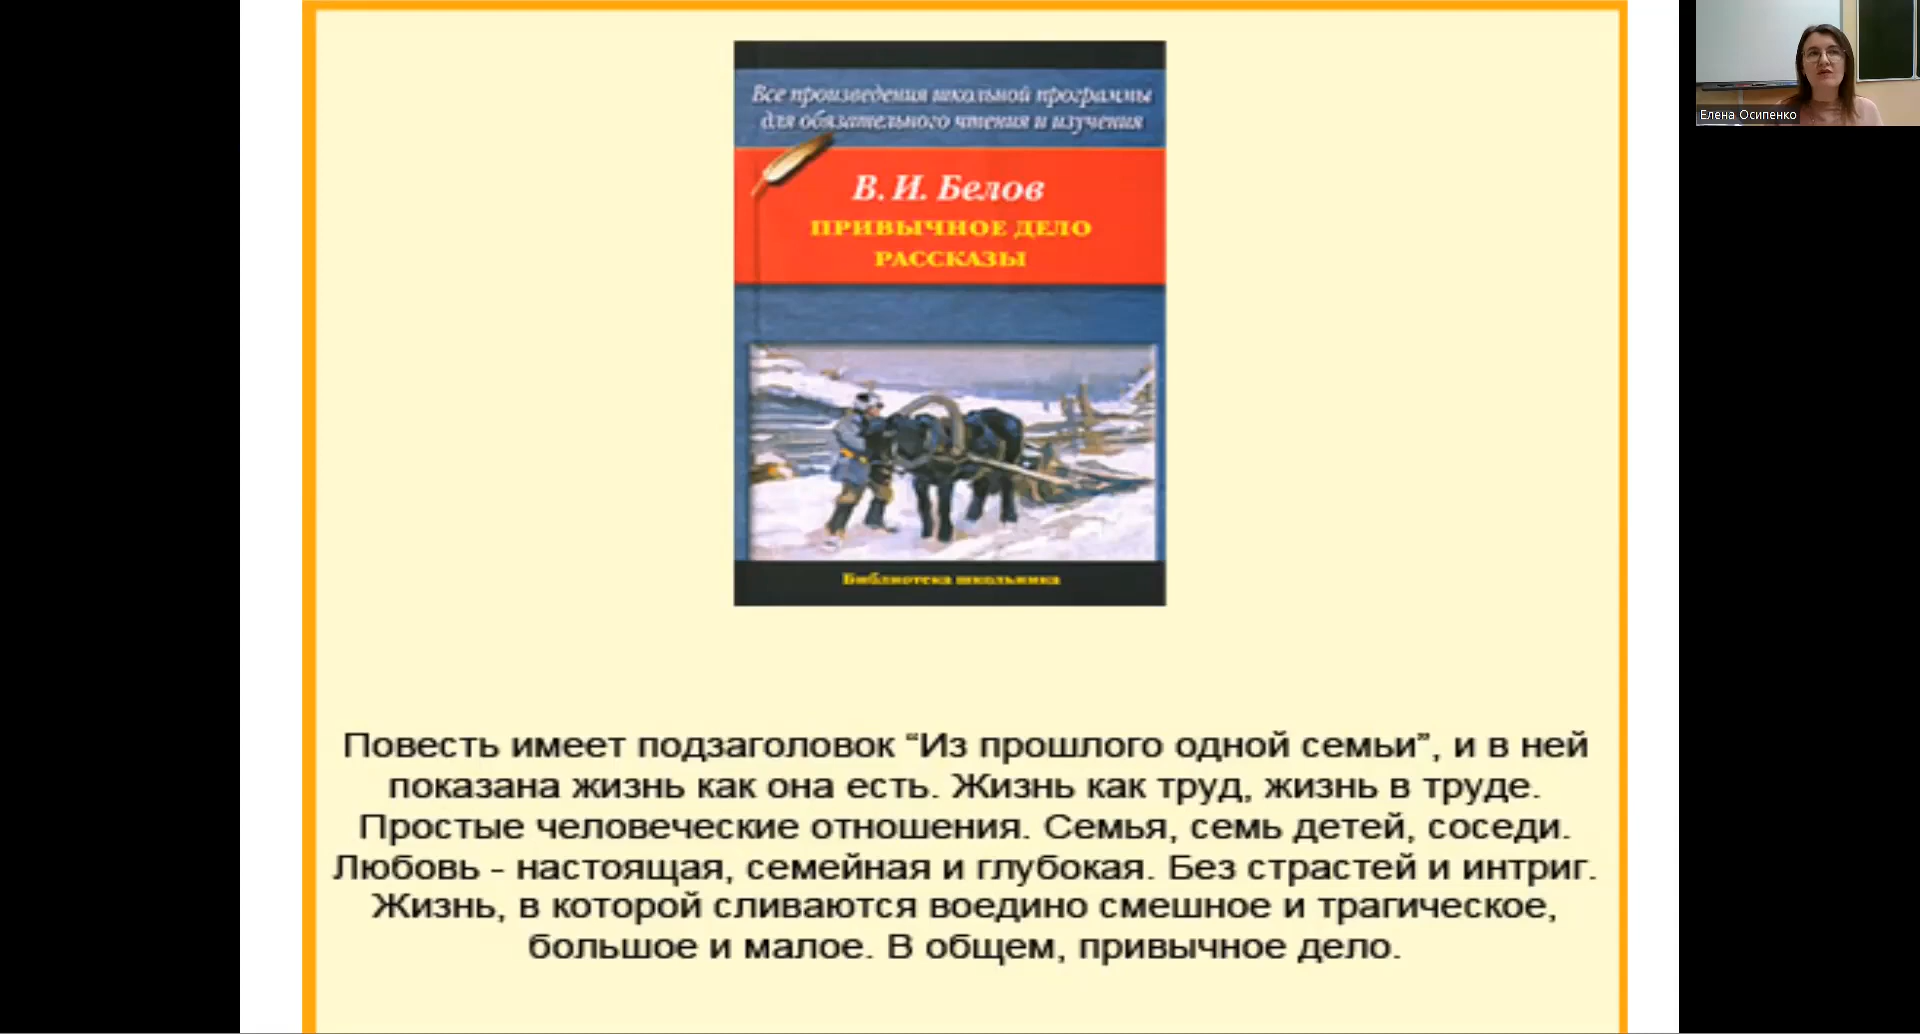 Все произведения школьной программы
для обязательного чтения и изучения
В. И. Белов
ПРИВЫЧНОЕ ДЕЛО
РАССКАЗЫ
Библиотека школьника
Повесть имеет подзаголовок “Из прошлого одной семьи”, и в ней
показана жизнь как она есть. Жизнь как труд, жизнь в труде.
Простые человеческие отношения. Семья, семь детей, соседи.
Любовь - настоящая, семейная и глубокая. Без страстей и интриг.
Жизнь, в которой сливаются воедино смешное и трагическое,
большое и малое. В общем, привычное дело.
Елена Осипенко